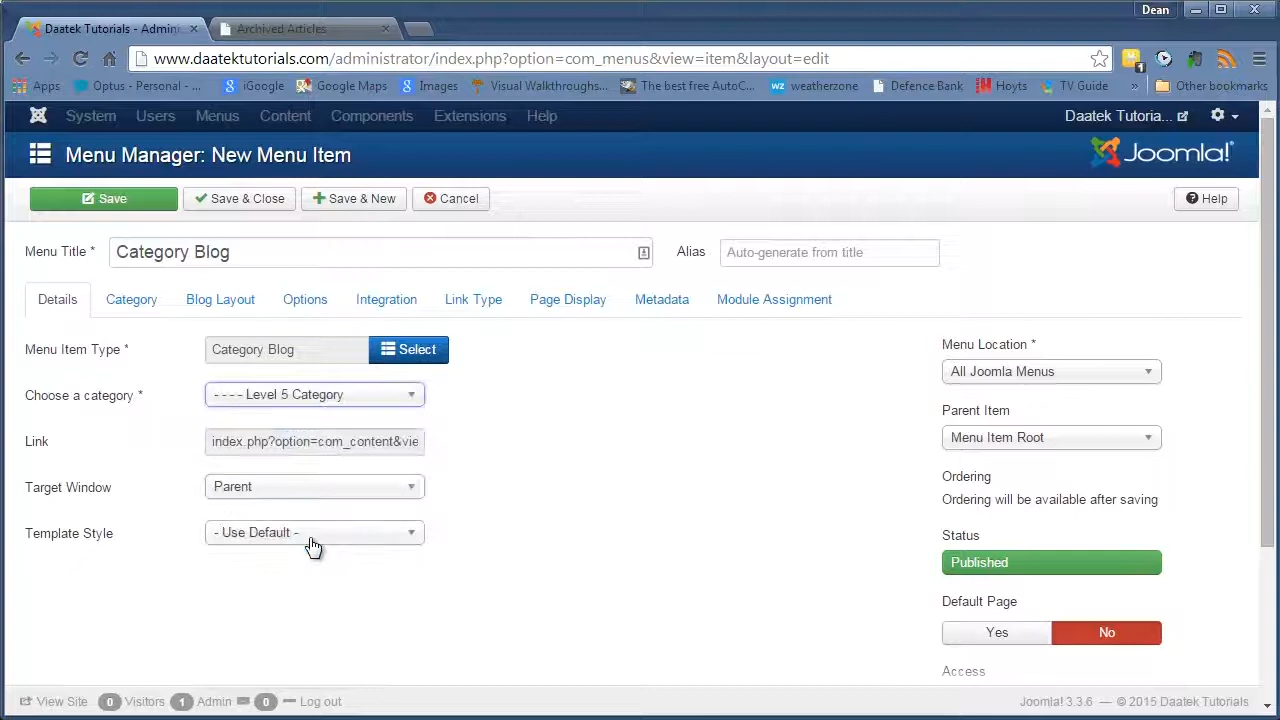 Dean
Daatek Tutorials - Admin
Archived Articles
www.daatektutorials.com/administrator/index.php?option=com_menus&view=item&layout=edit
1
Apps
Optus - Personal - ...
iGoogle
Google Maps
Images
Visual Walkthroughs...
The best free AutoC...
wz weatherzone
Defence Bank
Hoyts
TV Guide
»
Other bookmarks
System Users Menus Content Components Extensions Help
Daatek Tutoria...
Menu Manager: New Menu Item
Joomla!
Save
Save & Close
Save & New
Cancel
Help
Menu Title *
Category Blog
Alias
Auto-generate from title
Details Category Blog Layout Options Integration Link Type Page Display Metadata Module Assignment
Menu Item Type *
Category Blog
Select
Choose a category *
- - - - Level 5 Category
Link
index.php?option=com_content&vie
Target Window
Parent
Template Style
- Use Default -
Menu Location *
All Joomla Menus
Parent Item
Menu Item Root
Ordering
Ordering will be available after saving
Status
Published
Default Page
Yes No
Access
View Site 0 Visitors 1 Admin 0 Log out
Joomla! 3.3.6 — © 2015 Daatek Tutorials